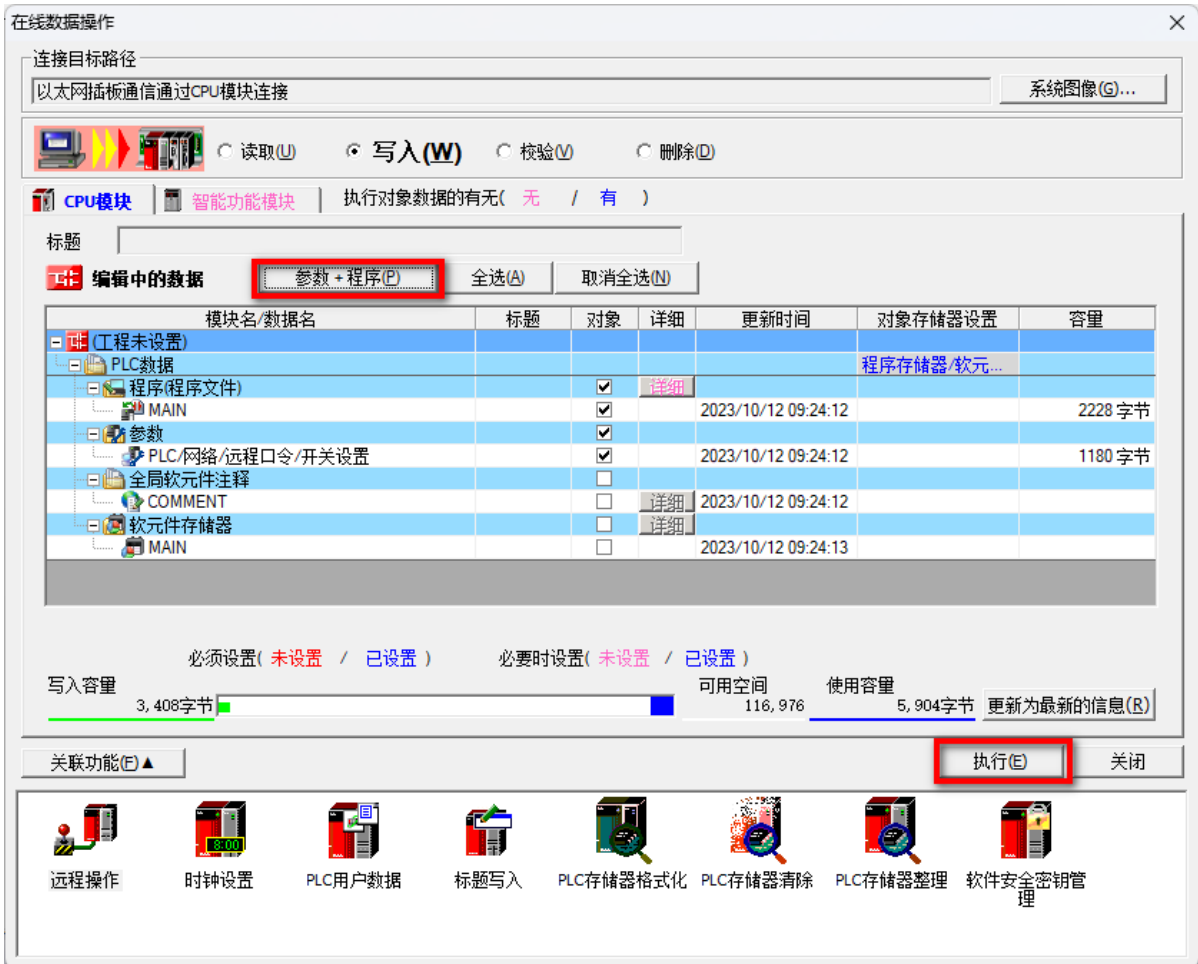 在线数据操作
连接目标路径
以太网插板通信通过CPU模块连接
系统图像(G)...
读取(U) 写入(W) 校验(V) 删除(D)
CPU模块 智能功能模块 执行对象数据的有无( 无 / 有 )
标题
编辑中的数据 参数+程序(P) 全选(A) 取消全选(N)
模块名/数据名 标题 对象 详细 更新时间 对象存储器设置 容量
(工程未设置)
PLC数据 程序存储器/软元...
程序(程序文件) 详细
MAIN 2023/10/12 09:24:12 2228 字节
参数
PLC/网络/远程口令/开关设置 2023/10/12 09:24:12 1180 字节
全局软元件注释
COMMENT 详细 2023/10/12 09:24:12
软元件存储器 详细
MAIN 2023/10/12 09:24:13
必须设置( 未设置 / 已设置 ) 必要时设置( 未设置 / 已设置 )
写入容量 可用空间 使用容量
3,408字节 116,976 5,904字节 更新为最新的信息(R)
关联功能(F)▲ 执行(E) 关闭
8:00
远程操作 时钟设置 PLC用户数据 标题写入 PLC存储器格式化 PLC存储器清除 PLC存储器整理 软件安全密钥管
理